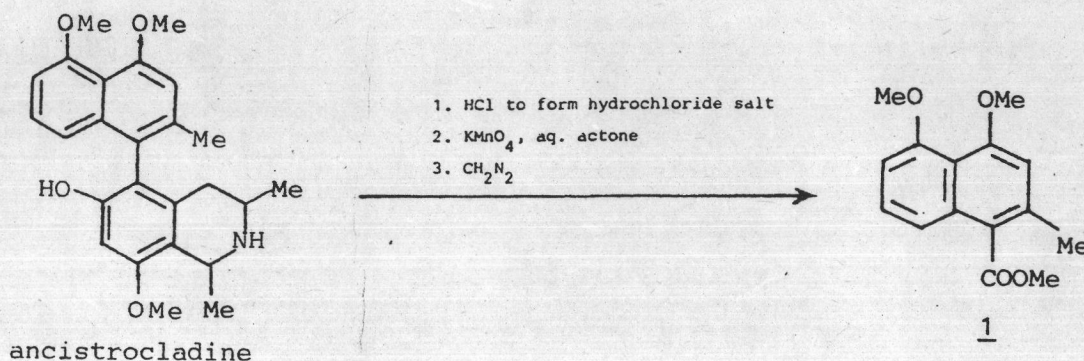 OMe OMe
Me
HO
Me
NH
OMe Me
ancistrocladine
1. HCl to form hydrochloride salt
2. KMnO4, aq. actone
3. CH2N2
MeO OMe
Me
COOMe
1